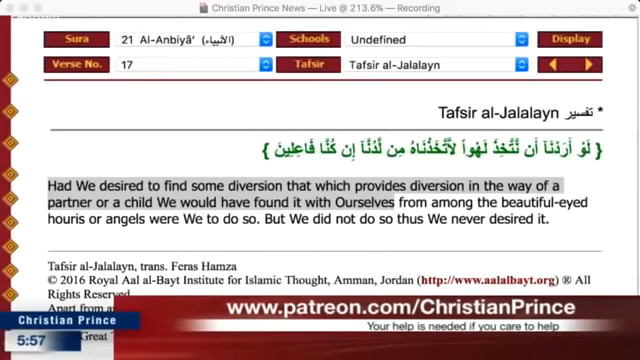 Christian Prince News — Live @ 213.6% — Recording
Sura 21 Al-Anbiyâ' (الأنبياء) Schools Undefined Display
Verse No. 17 Tafsir Tafsir al-Jalalayn
* تفسير Tafsir al-Jalalayn
{ لَوْ أَرَدْنَآ أَن نَّتَّخِذَ لَهْواً لاَّتَّخَذْنَاهُ مِن لَّدُنَّآ إِن كُنَّا فَاعِلِينَ }
Had We desired to find some diversion that which provides diversion in the way of a
partner or a child We would have found it with Ourselves from among the beautiful-eyed
houris or angels were We to do so. But We did not do so thus We never desired it.
Tafsir al-Jalalayn, trans. Feras Hamza
© 2016 Royal Aal al-Bayt Institute for Islamic Thought, Amman, Jordan (http://www.aalalbayt.org) ® All
Rights Reserved
Apart from a
www.patreon.com/ChristianPrince
Christian Prince
Your help is needed if you care to help
5:57
Great